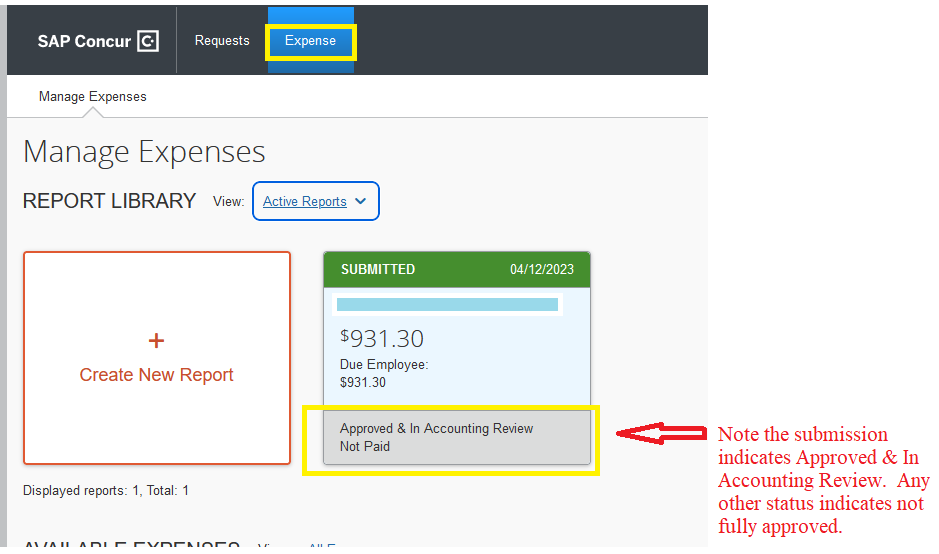 SAP Concur C Requests Expense
Manage Expenses
Manage Expenses
REPORT LIBRARY View: Active Reports
SUBMITTED 04/12/2023
$931.30
Due Employee:
$931.30
+
Create New Report
Approved & In Accounting Review
Not Paid
Note the submission
indicates Approved & In
Accounting Review. Any
other status indicates not
fully approved.
Displayed reports: 1, Total: 1
AVAILABLE EXPENSES